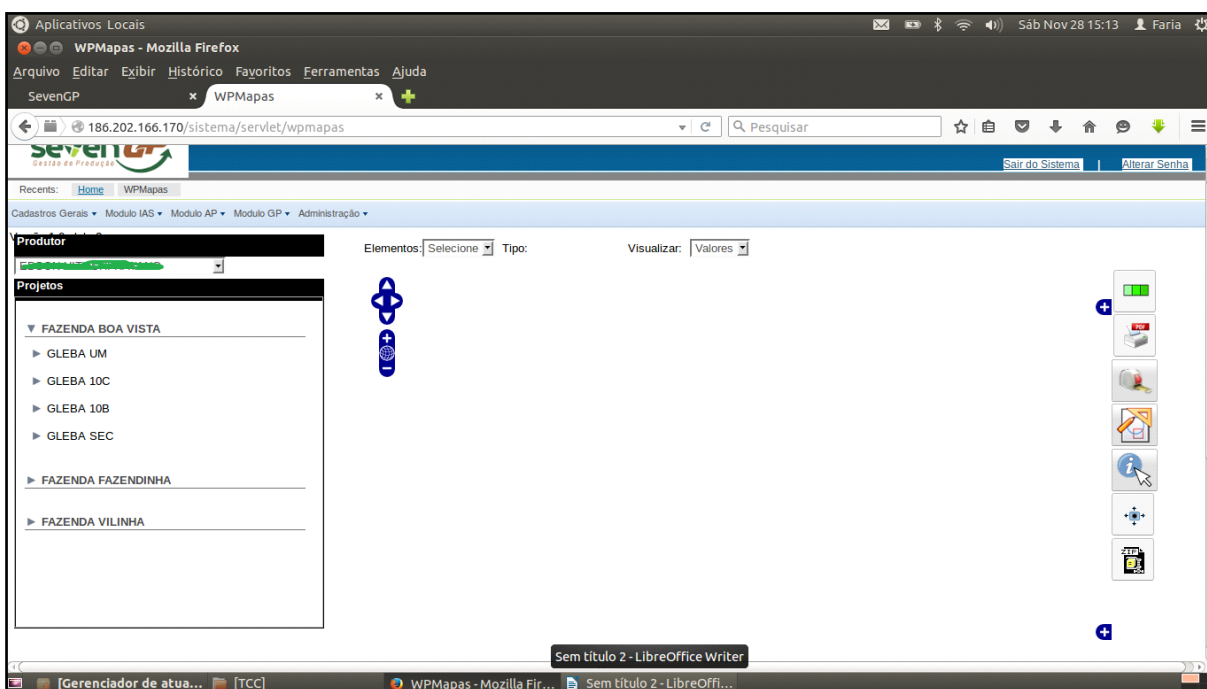 Aplicativos Locais
Sáb Nov 28 15:13 Faria
WPMapas - Mozilla Firefox
Arquivo Editar Exibir Histórico Favoritos Ferramentas Ajuda
SevenGP × WPMapas ×
186.202.166.170/sistema/servlet/wpmapas Pesquisar
SevenGP
Gestão de Produção
Sair do Sistema | Alterar Senha
Recents: Home WPMapas
Cadastros Gerais Modulo IAS Modulo AP Modulo GP Administração
Produtor
Elementos: Selecione Tipo: Visualizar: Valores
Projetos
FAZENDA BOA VISTA
GLEBA UM
GLEBA 10C
GLEBA 10B
GLEBA SEC
FAZENDA FAZENDINHA
FAZENDA VILINHA
PDF
ZIP
Sem título 2 - LibreOffice Writer
[Gerenciador de atua... [TCC] WPMapas - Mozilla Fir... Sem título 2 - LibreOffi...